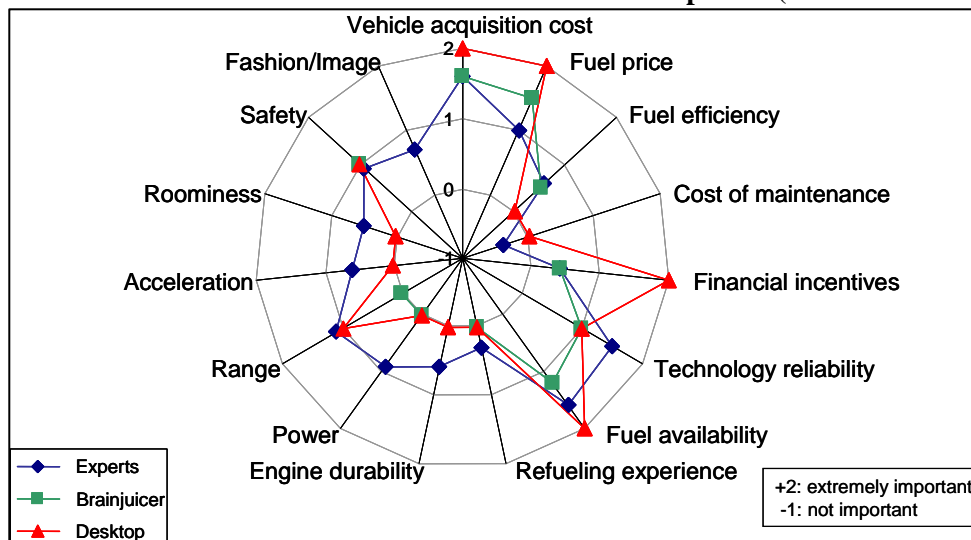 Vehicle acquisition cost
Fashion/Image
2
Fuel price
Safety
1
Fuel efficiency
Roominess
0
Cost of maintenance
-1
Acceleration
Financial incentives
Range
Technology reliability
Power
Fuel availability
Engine durability
Refueling experience
Experts
Brainjuicer
Desktop
+2: extremely important
-1: not important